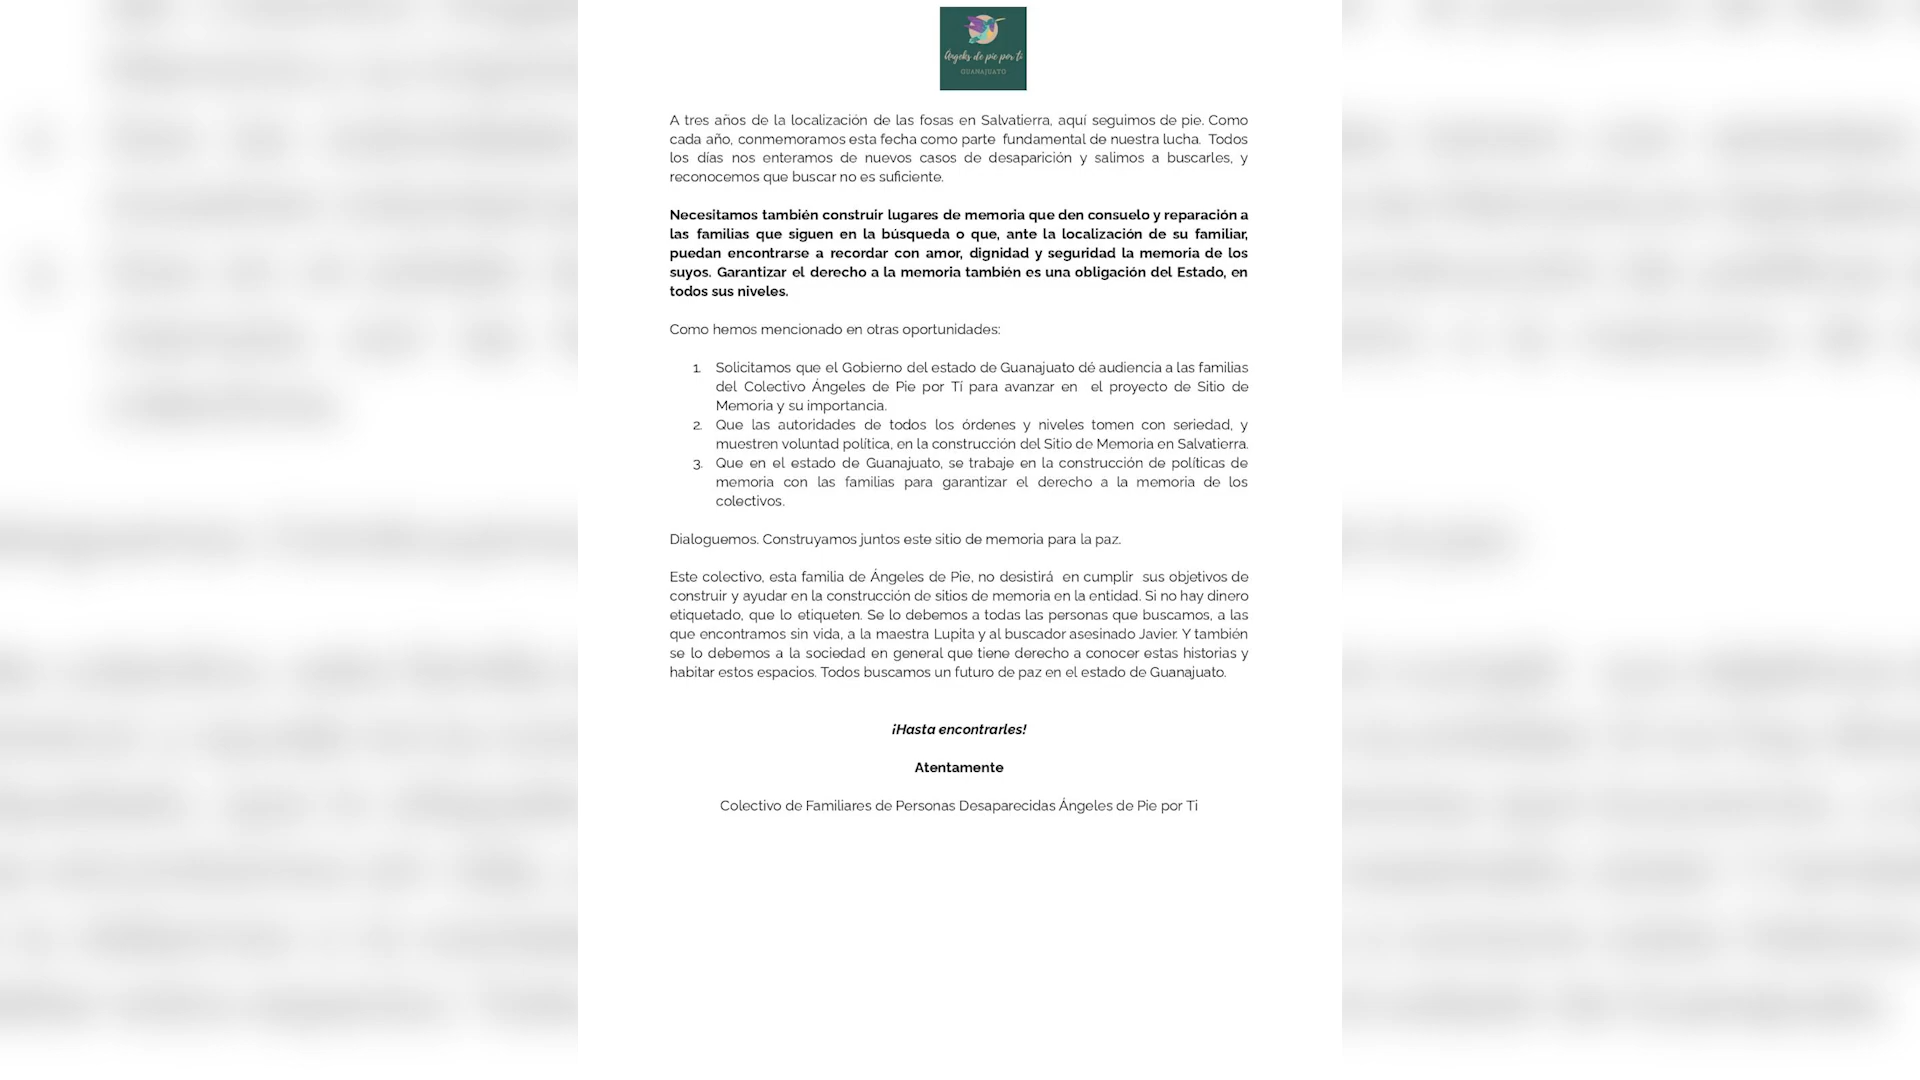 Ángeles de pie por ti
GUANAJUATO
A tres años de la localización de las fosas en Salvatierra, aquí seguimos de pie. Como
cada año, conmemoramos esta fecha como parte fundamental de nuestra lucha. Todos
los días nos enteramos de nuevos casos de desaparición y salimos a buscarles, y
reconocemos que buscar no es suficiente.
Necesitamos también construir lugares de memoria que den consuelo y reparación a
las familias que siguen en la búsqueda o que, ante la localización de su familiar,
puedan encontrarse a recordar con amor, dignidad y seguridad la memoria de los
suyos. Garantizar el derecho a la memoria también es una obligación del Estado, en
todos sus niveles.
Como hemos mencionado en otras oportunidades:
1. Solicitamos que el Gobierno del estado de Guanajuato dé audiencia a las familias
del Colectivo Ángeles de Pie por Tí para avanzar en el proyecto de Sitio de
Memoria y su importancia.
2. Que las autoridades de todos los órdenes y niveles tomen con seriedad, y
muestren voluntad política, en la construcción del Sitio de Memoria en Salvatierra.
3. Que en el estado de Guanajuato, se trabaje en la construcción de políticas de
memoria con las familias para garantizar el derecho a la memoria de los
colectivos.
Dialoguemos. Construyamos juntos este sitio de memoria para la paz.
Este colectivo, esta familia de Ángeles de Pie, no desistirá en cumplir sus objetivos de
construir y ayudar en la construcción de sitios de memoria en la entidad. Si no hay dinero
etiquetado, que lo etiqueten. Se lo debemos a todas las personas que buscamos, a las
que encontramos sin vida, a la maestra Lupita y al buscador asesinado Javier. Y también
se lo debemos a la sociedad en general que tiene derecho a conocer estas historias y
habitar estos espacios. Todos buscamos un futuro de paz en el estado de Guanajuato.
¡Hasta encontrarles!
Atentamente
Colectivo de Familiares de Personas Desaparecidas Ángeles de Pie por Ti